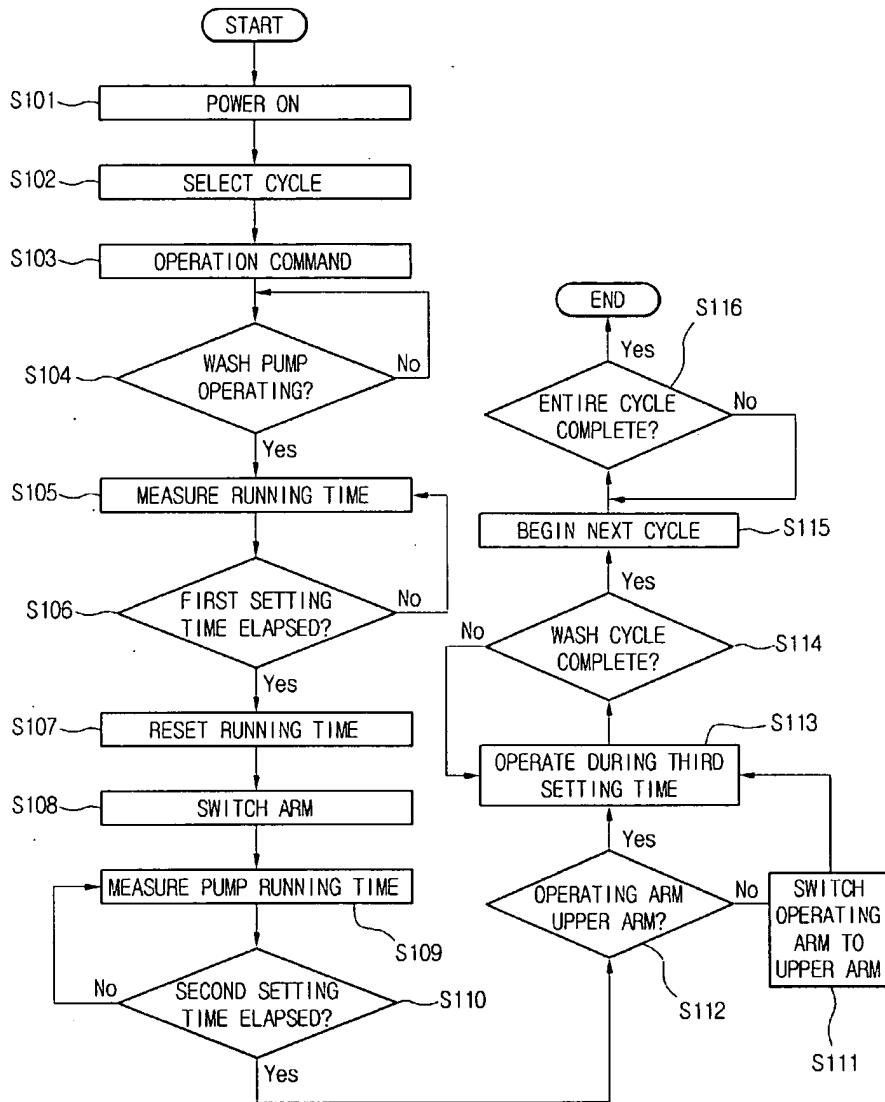 START
S101
POWER ON
S102
SELECT CYCLE
S103
OPERATION COMMAND
S104
WASH PUMP
OPERATING?
No
Yes
S105
MEASURE RUNNING TIME
S106
FIRST SETTING
TIME ELAPSED?
No
Yes
S107
RESET RUNNING TIME
S108
SWITCH ARM
MEASURE PUMP RUNNING TIME
S109
No
SECOND SETTING
TIME ELAPSED?
S110
Yes
END
S116
Yes
ENTIRE CYCLE
COMPLETE?
No
BEGIN NEXT CYCLE
S115
Yes
No
WASH CYCLE
COMPLETE?
S114
S113
OPERATE DURING THIRD
SETTING TIME
Yes
OPERATING ARM
UPPER ARM?
No
SWITCH
OPERATING
ARM TO
UPPER ARM
S112
S111